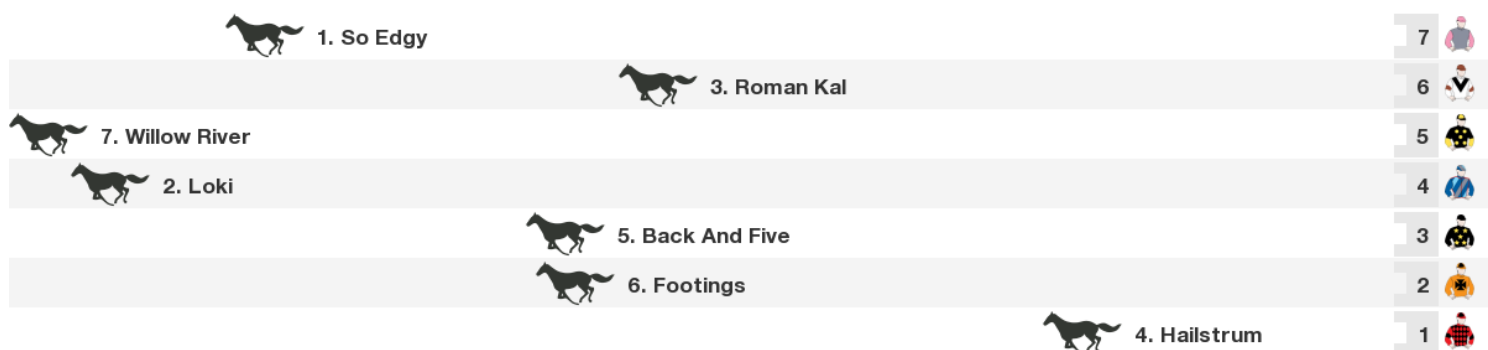 1. So Edgy 7
3. Roman Kal 6
7. Willow River 5
2. Loki 4
5. Back And Five 3
6. Footings 2
4. Hailstrum 1